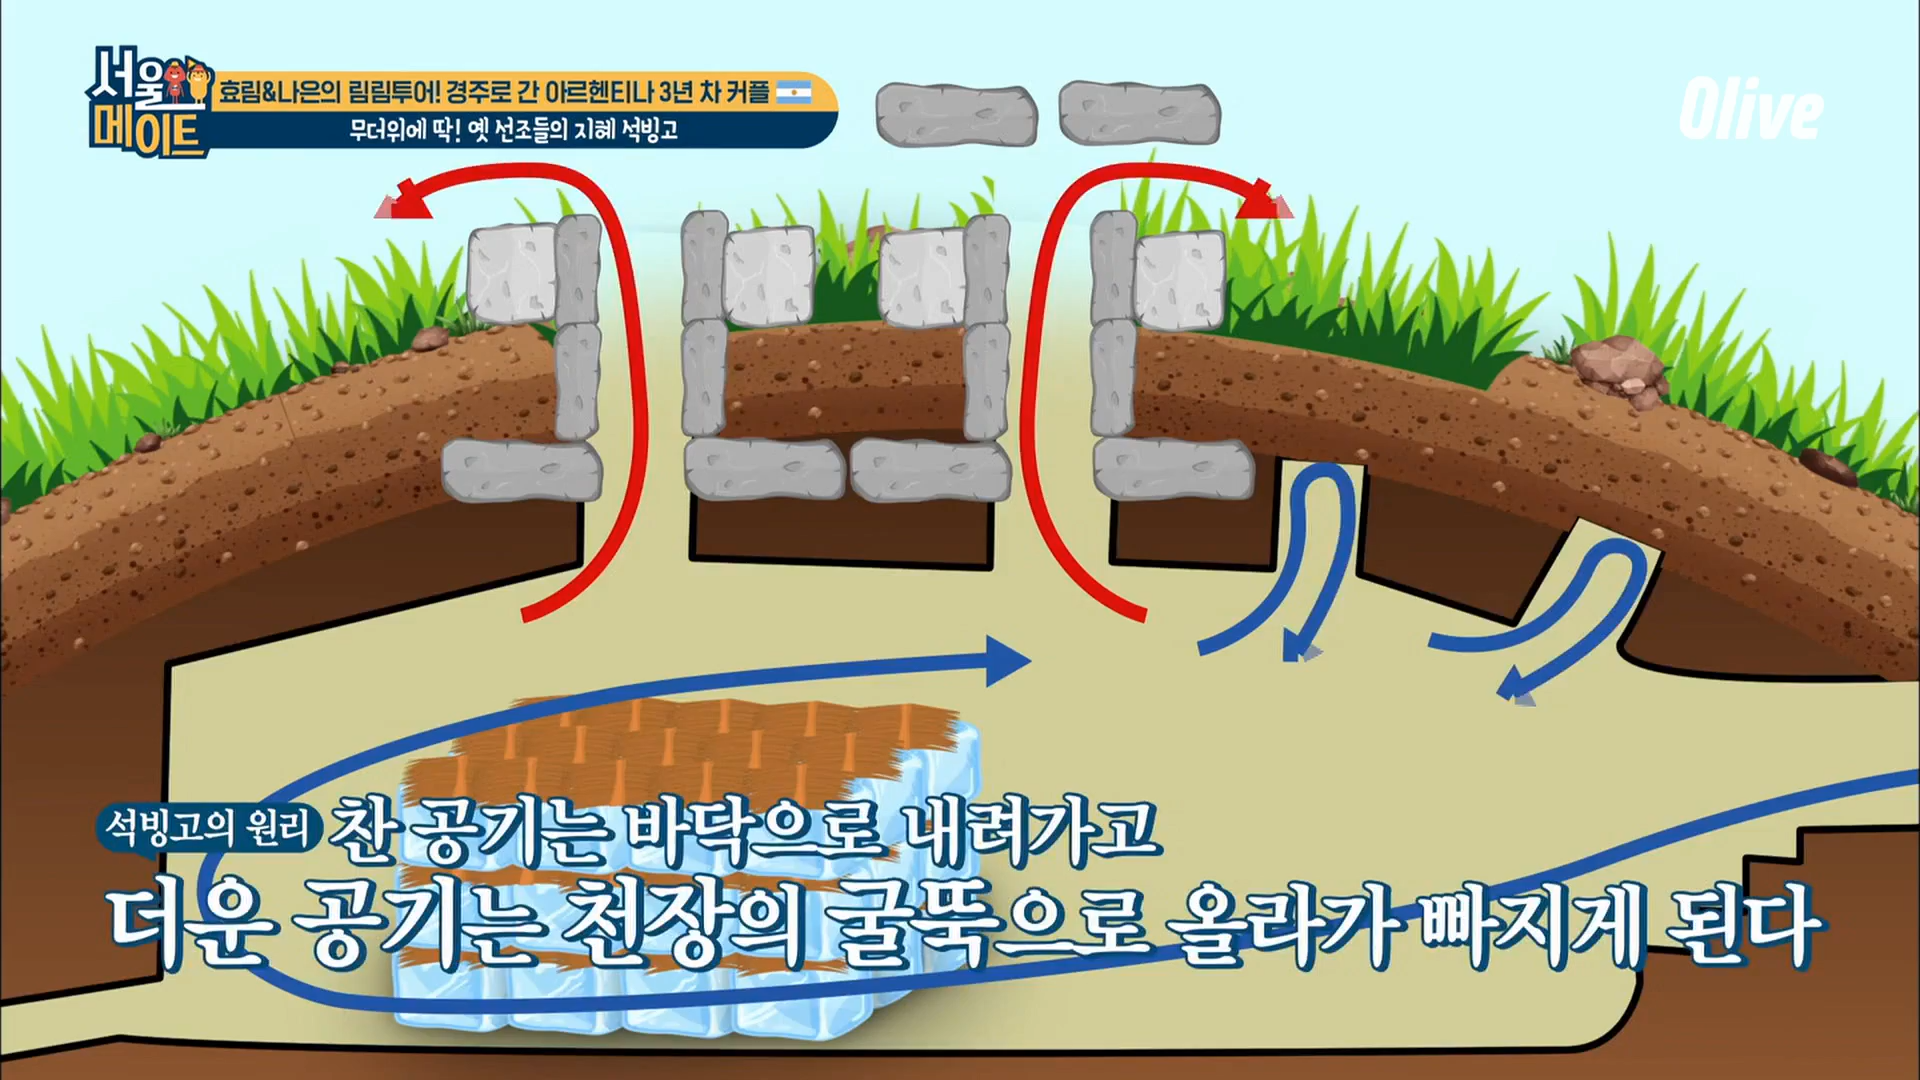 서울
메이트
효림&나은의 림림투어! 경주로 간 아르헨티나 3년 차 커플
무더위에 딱! 옛 선조들의 지혜 석빙고
Olive
석빙고의 원리
찬 공기는 바닥으로 내려가고
더운 공기는 천장의 굴뚝으로 올라가 빠지게 된다